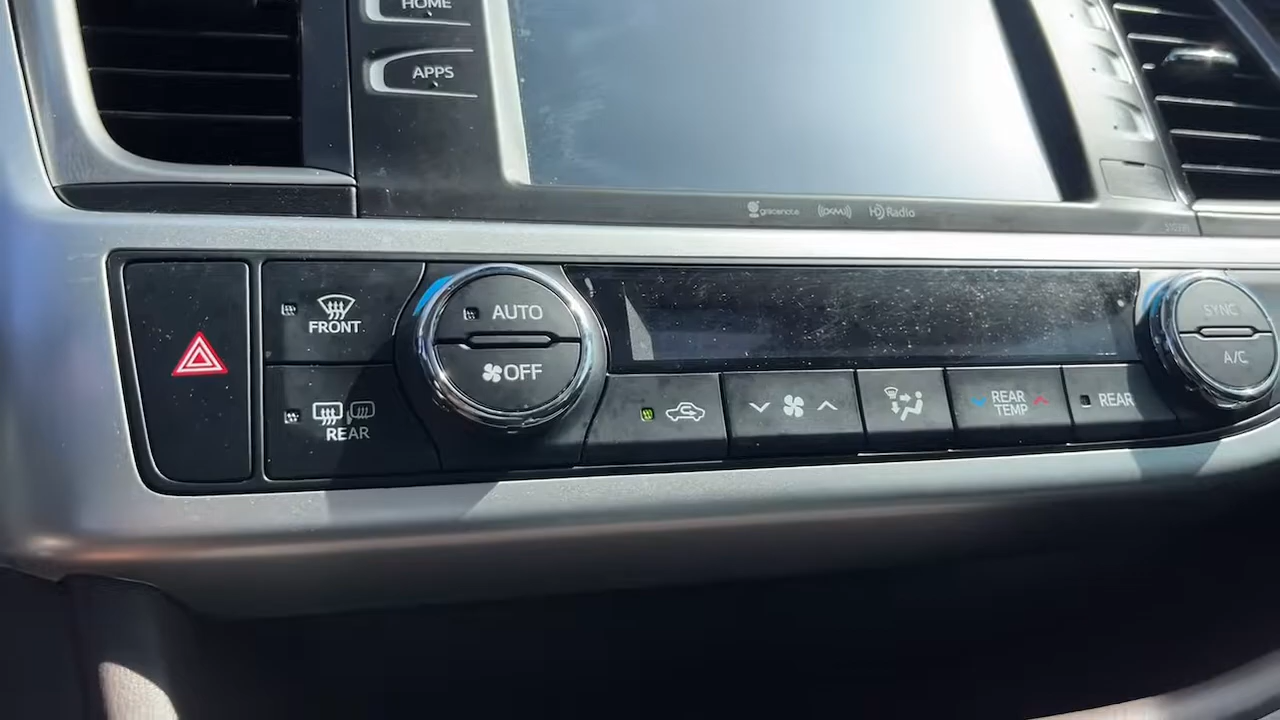 HOME
APPS
gracenote
((SXM))
HD Radio
FRONT
AUTO
OFF
REAR
REAR
TEMP
REAR
SYNC
A/C